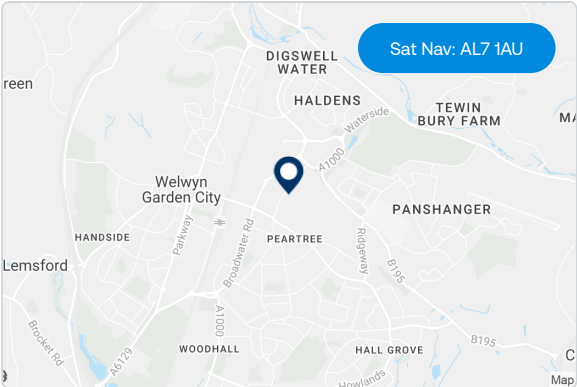 Sat Nav: AL7 1AU
DIGSWELL
WATER
reen
HALDENS
TEWIN
BURY FARM
Waterside
A1000
Welwyn
Garden City
PANSHANGER
HANDSIDE
Parkway
Broadwater Rd
PEARTREE
Ridgeway
Lemsford
B195
A1000
Brocket Rd
A6129
B195
WOODHALL
HALL GROVE
Howlands
Map